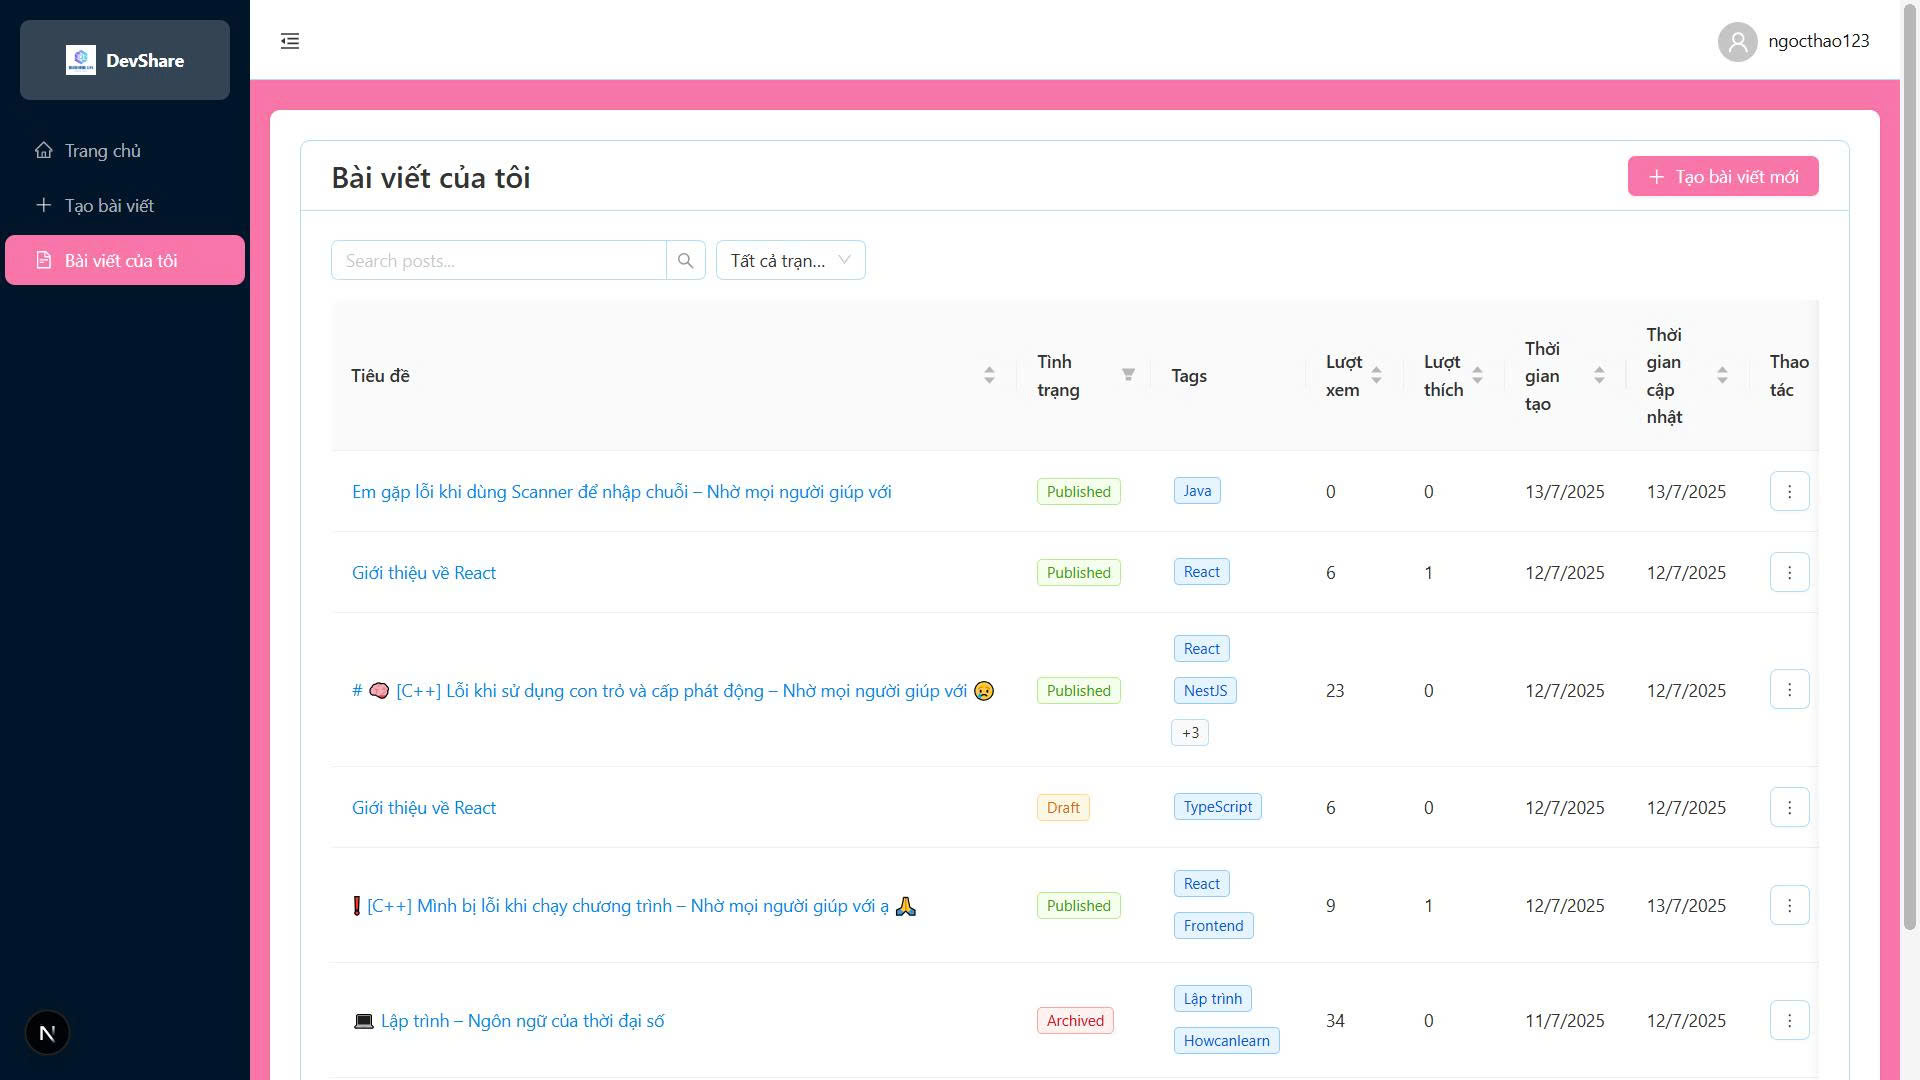 DevShare
ngocthao123
Trang chủ
Tạo bài viết
Bài viết của tôi
Bài viết của tôi
Tạo bài viết mới
Search posts...
Tất cả trạn...
Tiêu đề
Tình trạng
Tags
Lượt xem
Lượt thích
Thời gian tạo
Thời gian cập nhật
Thao tác
Em gặp lỗi khi dùng Scanner để nhập chuỗi – Nhờ mọi người giúp với Published Java 0 0 13/7/2025 13/7/2025
Giới thiệu về React Published React 6 1 12/7/2025 12/7/2025
# 🧠 [C++] Lỗi khi sử dụng con trỏ và cấp phát động – Nhờ mọi người giúp với 😥 Published React NestJS +3 23 0 12/7/2025 12/7/2025
Giới thiệu về React Draft TypeScript 6 0 12/7/2025 12/7/2025
❗[C++] Mình bị lỗi khi chạy chương trình – Nhờ mọi người giúp với ạ 🙏 Published React Frontend 9 1 12/7/2025 13/7/2025
💻 Lập trình – Ngôn ngữ của thời đại số Archived Lập trình Howcanlearn 34 0 11/7/2025 12/7/2025
N